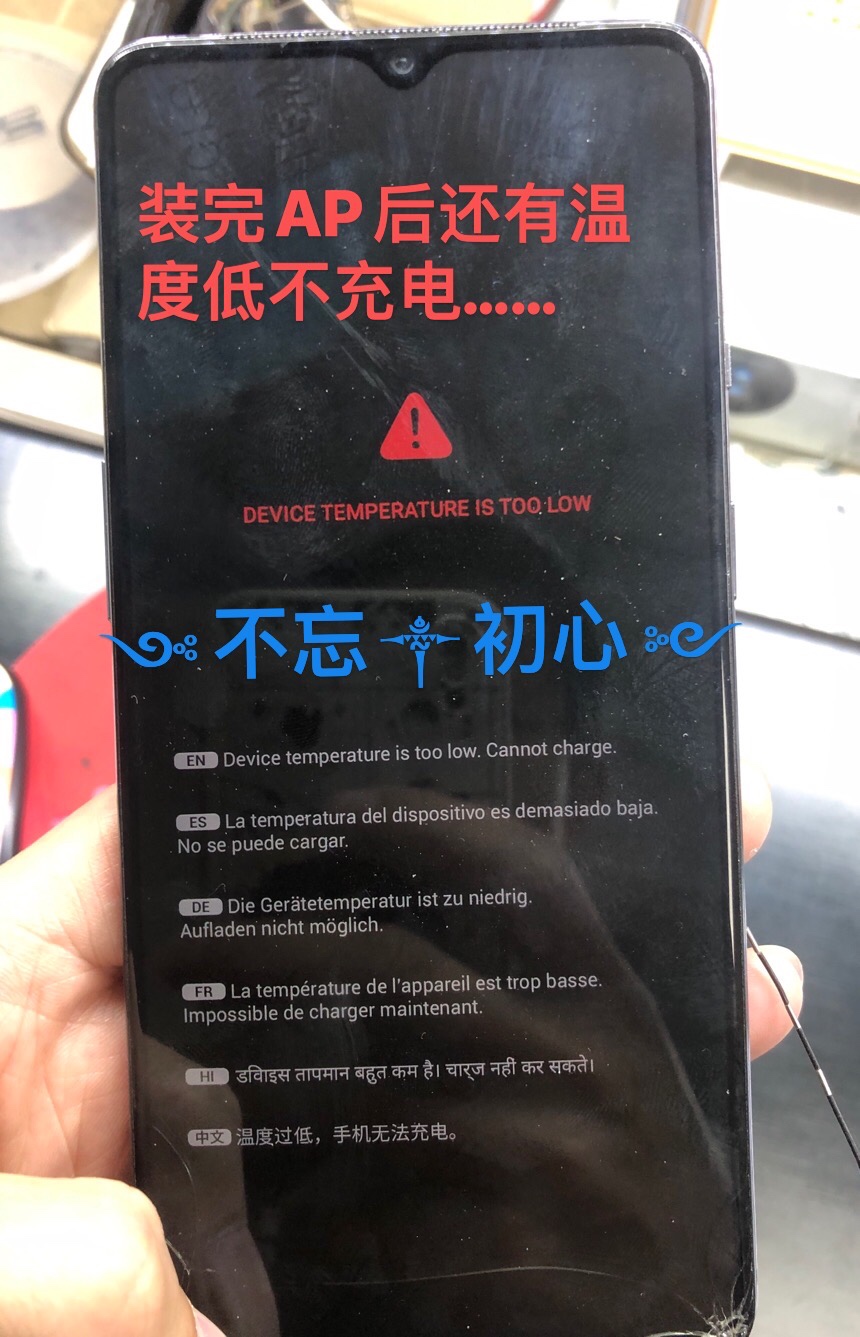 装完AP后还有温
度低不充电……
DEVICE TEMPERATURE IS TOO LOW
不忘 初心
EN Device temperature is too low. Cannot charge.
ES La temperatura del dispositivo es demasiado baja.
No se puede cargar.
DE Die Gerätetemperatur ist zu niedrig.
Aufladen nicht möglich.
FR La température de l'appareil est trop basse.
Impossible de charger maintenant.
HI डिवाइस तापमान बहुत कम है। चार्ज नहीं कर सकते।
中文 温度过低，手机无法充电。